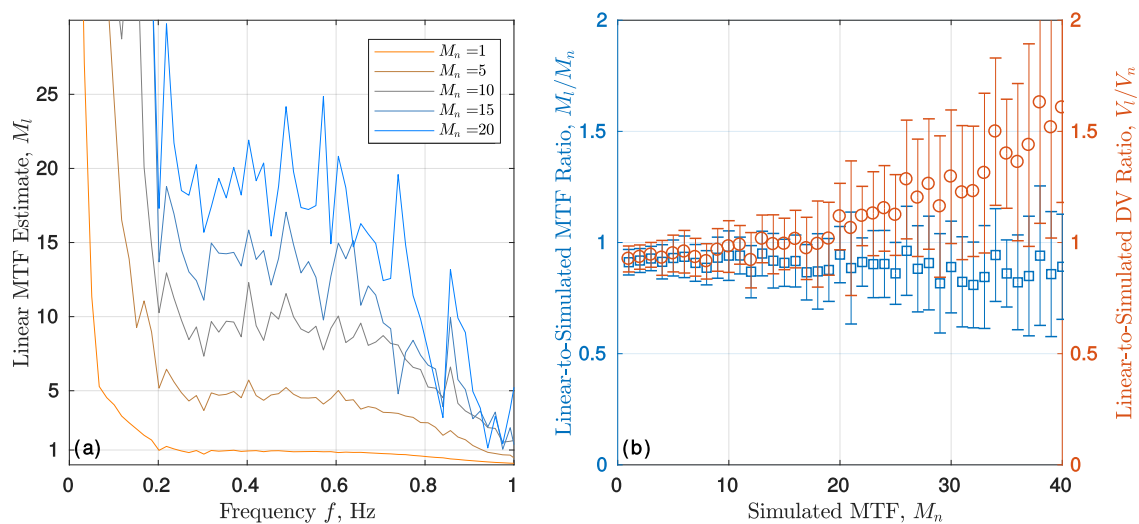 Linear MTF Estimate, M_l
25
20
15
10
5
1
(a)
M_n =1
M_n =5
M_n =10
M_n =15
M_n =20
0
0.2
0.4
0.6
0.8
1
Frequency f, Hz
Linear-to-Simulated MTF Ratio, M_l/M_n
2
1.5
1
0.5
0
(b)
0
10
20
30
40
Simulated MTF, M_n
2
1.5
1
0.5
0
Linear-to-Simulated DV Ratio, V_l/V_n